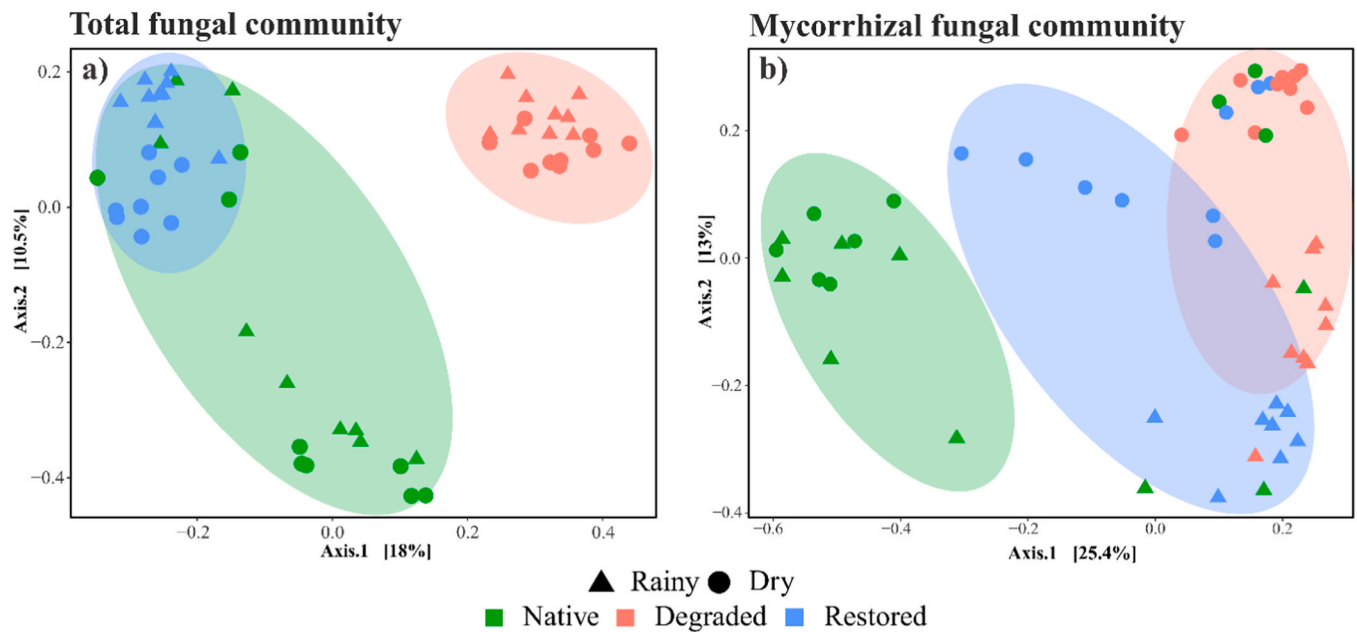 Total fungal community
Mycorrhizal fungal community
a)
b)
0.2
0.0
−0.2
−0.4
Axis.2 [10.5%]
−0.2
0.0
0.2
0.4
Axis.1 [18%]
0.2
0.0
−0.2
−0.4
Axis.2 [13%]
−0.6
−0.4
−0.2
0.0
0.2
Axis.1 [25.4%]
Rainy Dry
Native Degraded Restored